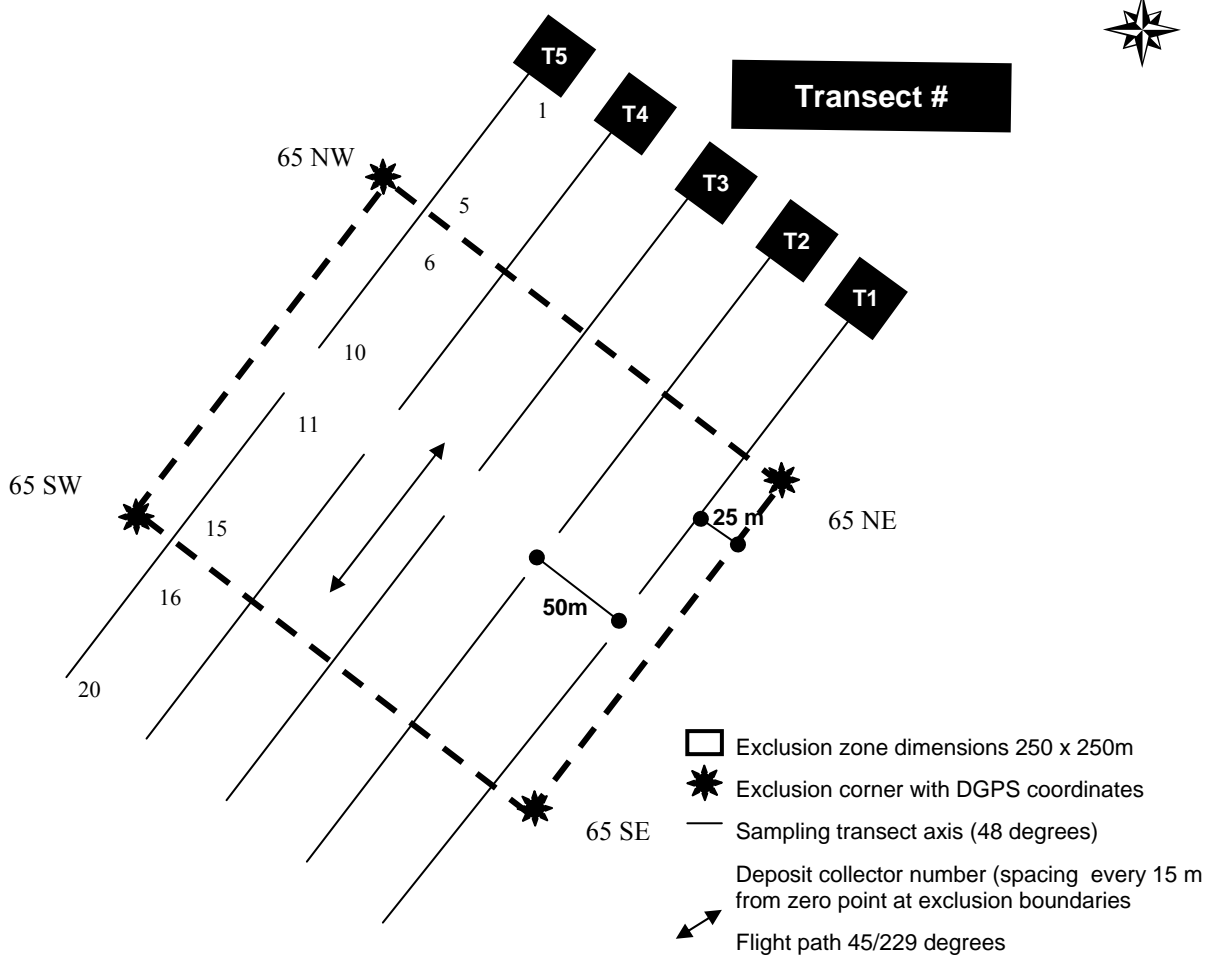 T5
1
T4
Transect #
65 NW
T3
5
T2
6
T1
10
11
65 SW
15
25 m
65 NE
16
50m
20
Exclusion zone dimensions 250 x 250m
Exclusion corner with DGPS coordinates
65 SE
Sampling transect axis (48 degrees)
Deposit collector number (spacing every 15 m
from zero point at exclusion boundaries
Flight path 45/229 degrees